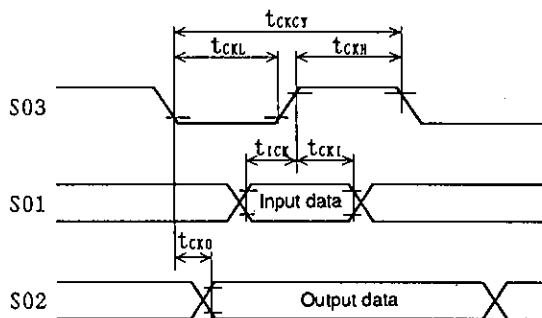 tCKCY
tCKL tCKH
S03
tICK tCKI
S01 Input data
tCKO
S02 Output data